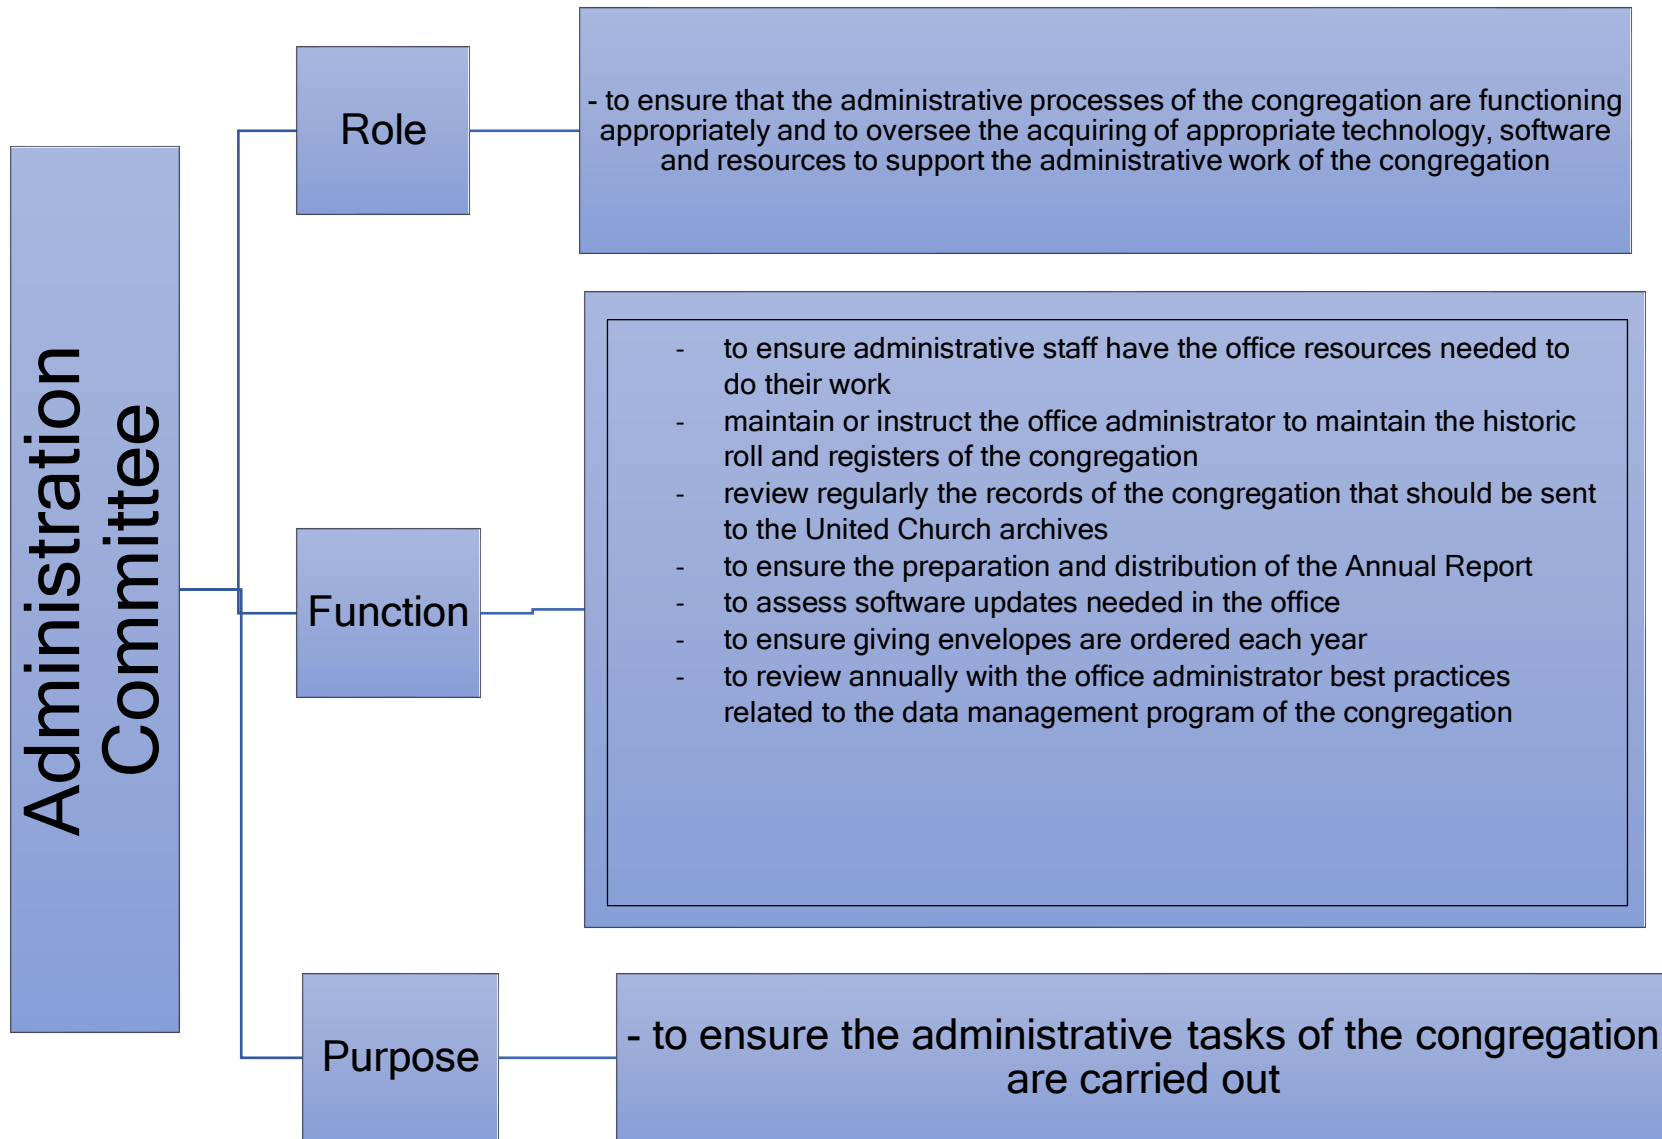 Administration
Committee
Role
- to ensure that the administrative processes of the congregation are functioning
appropriately and to oversee the acquiring of appropriate technology, software
and resources to support the administrative work of the congregation
Function
- to ensure administrative staff have the office resources needed to
do their work
- maintain or instruct the office administrator to maintain the historic
roll and registers of the congregation
- review regularly the records of the congregation that should be sent
to the United Church archives
- to ensure the preparation and distribution of the Annual Report
- to assess software updates needed in the office
- to ensure giving envelopes are ordered each year
- to review annually with the office administrator best practices
related to the data management program of the congregation
Purpose
- to ensure the administrative tasks of the congregation
are carried out